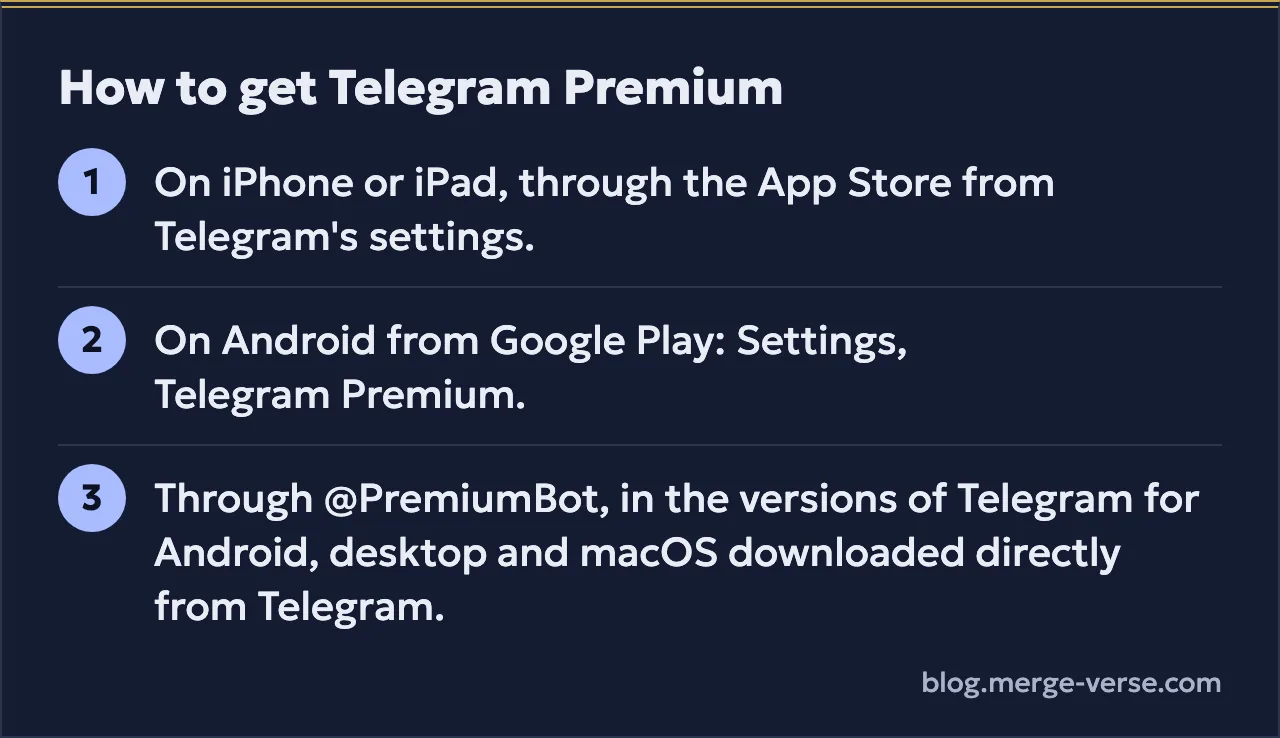 How to get Telegram Premium
1
On iPhone or iPad, through the App Store from
Telegram's settings.
2
On Android from Google Play: Settings,
Telegram Premium.
3
Through @PremiumBot, in the versions of Telegram for
Android, desktop and macOS downloaded directly
from Telegram.
blog.merge-verse.com